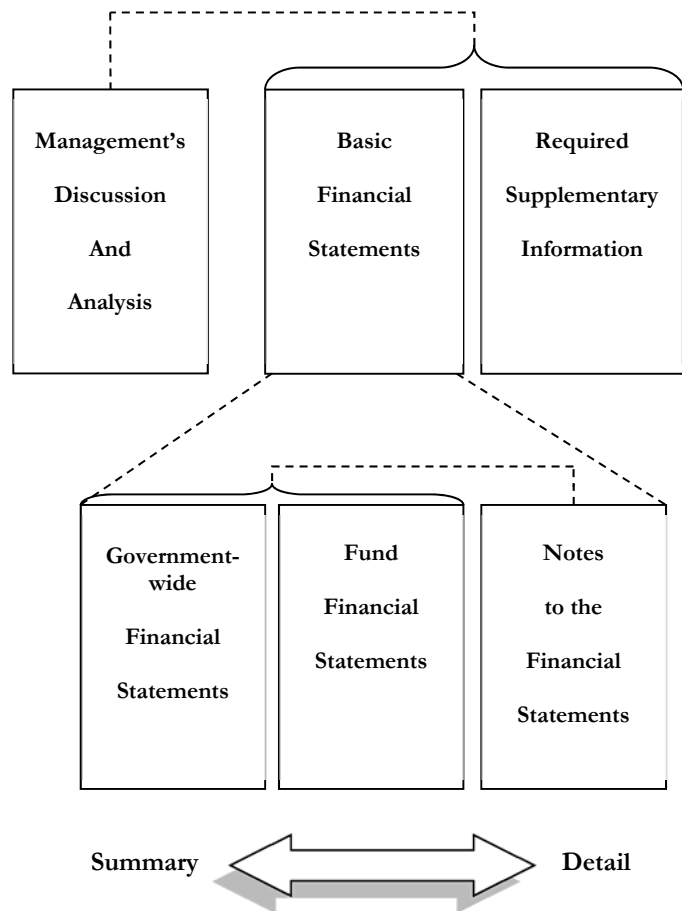 Management’s
Discussion
And
Analysis
Basic
Financial
Statements
Required
Supplementary
Information
Government-
wide
Financial
Statements
Fund
Financial
Statements
Notes
to the
Financial
Statements
Summary
Detail